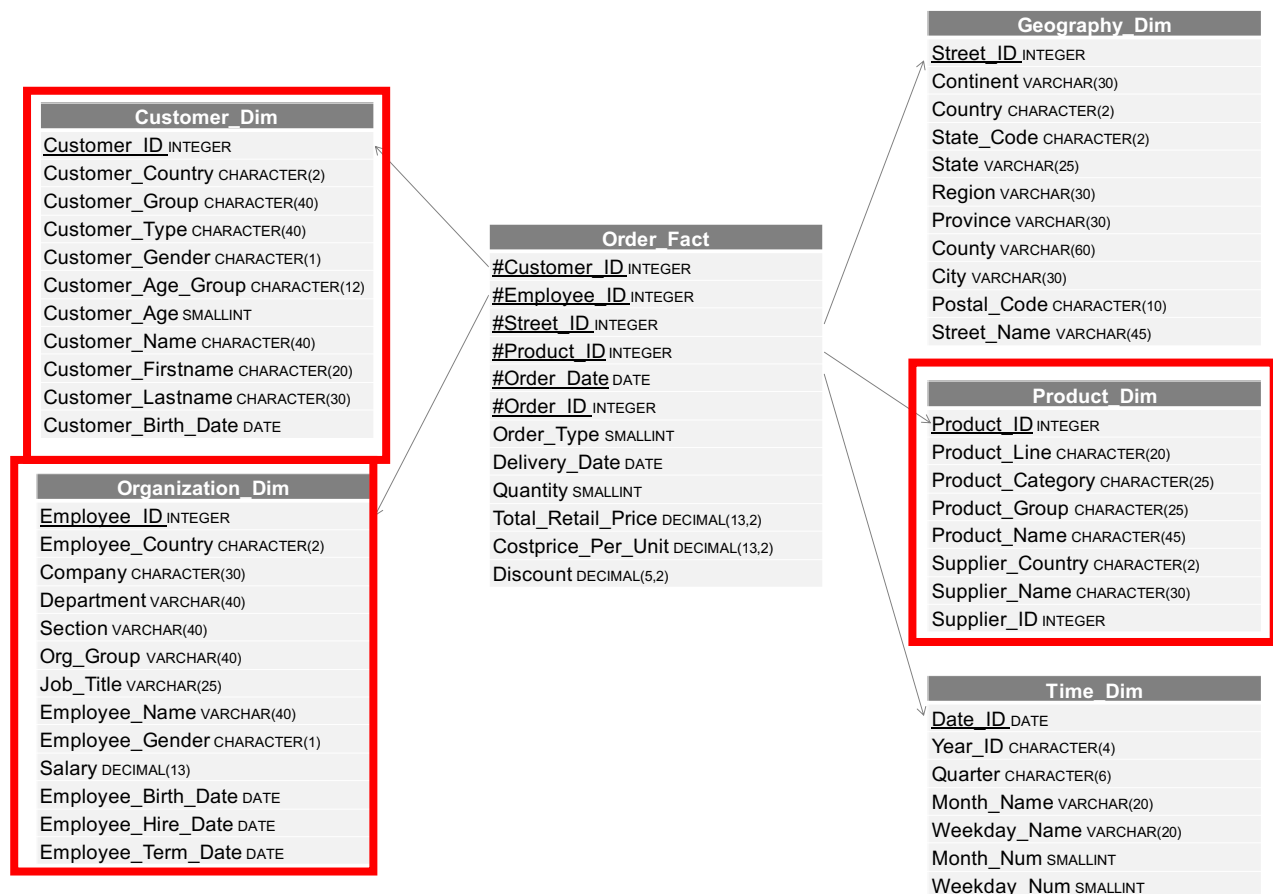 Geography_Dim
Street_ID INTEGER
Continent VARCHAR(30)
Country CHARACTER(2)
State_Code CHARACTER(2)
State VARCHAR(25)
Region VARCHAR(30)
Province VARCHAR(30)
County VARCHAR(60)
City VARCHAR(30)
Postal_Code CHARACTER(10)
Street_Name VARCHAR(45)
Customer_Dim
Customer_ID INTEGER
Customer_Country CHARACTER(2)
Customer_Group CHARACTER(40)
Customer_Type CHARACTER(40)
Customer_Gender CHARACTER(1)
Customer_Age_Group CHARACTER(12)
Customer_Age SMALLINT
Customer_Name CHARACTER(40)
Customer_Firstname CHARACTER(20)
Customer_Lastname CHARACTER(30)
Customer_Birth_Date DATE
Order_Fact
#Customer_ID INTEGER
#Employee_ID INTEGER
#Street_ID INTEGER
#Product_ID INTEGER
#Order_Date DATE
#Order_ID INTEGER
Order_Type SMALLINT
Delivery_Date DATE
Quantity SMALLINT
Total_Retail_Price DECIMAL(13,2)
Costprice_Per_Unit DECIMAL(13,2)
Discount DECIMAL(5,2)
Product_Dim
Product_ID INTEGER
Product_Line CHARACTER(20)
Product_Category CHARACTER(25)
Product_Group CHARACTER(25)
Product_Name CHARACTER(45)
Supplier_Country CHARACTER(2)
Supplier_Name CHARACTER(30)
Supplier_ID INTEGER
Organization_Dim
Employee_ID INTEGER
Employee_Country CHARACTER(2)
Company CHARACTER(30)
Department VARCHAR(40)
Section VARCHAR(40)
Org_Group VARCHAR(40)
Job_Title VARCHAR(25)
Employee_Name VARCHAR(40)
Employee_Gender CHARACTER(1)
Salary DECIMAL(13)
Employee_Birth_Date DATE
Employee_Hire_Date DATE
Employee_Term_Date DATE
Time_Dim
Date_ID DATE
Year_ID CHARACTER(4)
Quarter CHARACTER(6)
Month_Name VARCHAR(20)
Weekday_Name VARCHAR(20)
Month_Num SMALLINT
Weekday_Num SMALLINT